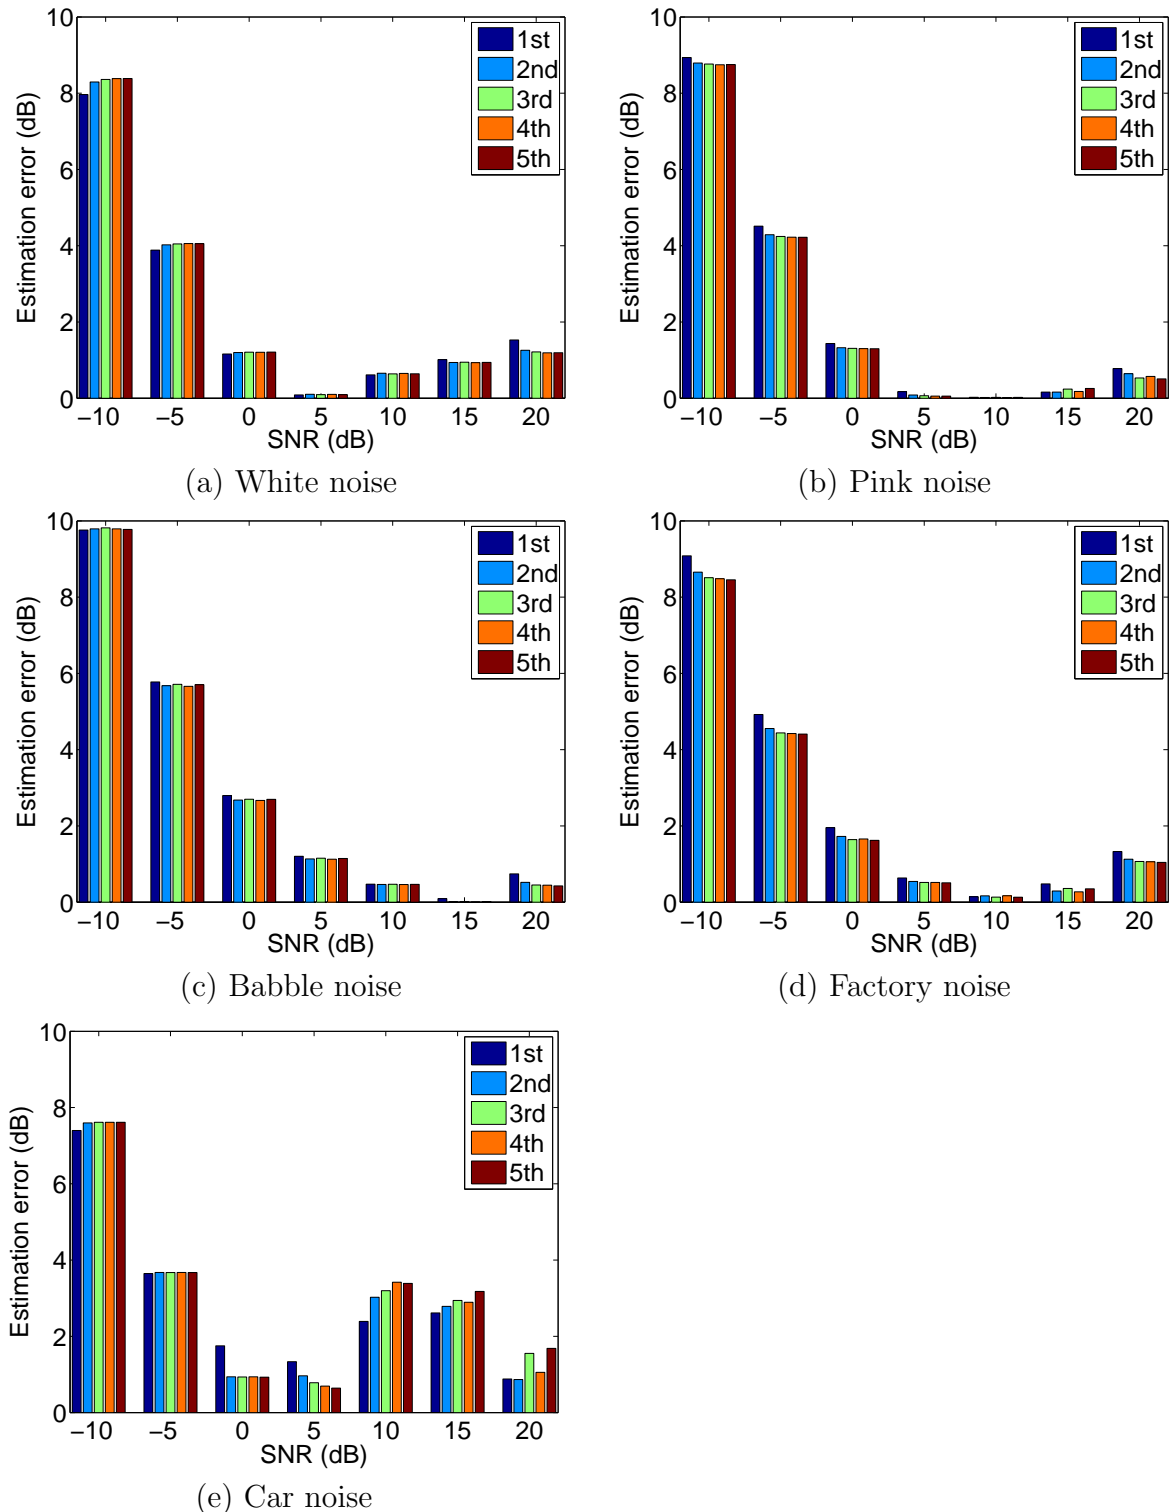 10
8
6
4
2
0
Estimation error (dB)
1st
2nd
3rd
4th
5th
−10 −5 0 5 10 15 20
SNR (dB)
(a) White noise
10
8
6
4
2
0
Estimation error (dB)
1st
2nd
3rd
4th
5th
−10 −5 0 5 10 15 20
SNR (dB)
(b) Pink noise
10
8
6
4
2
0
Estimation error (dB)
1st
2nd
3rd
4th
5th
−10 −5 0 5 10 15 20
SNR (dB)
(c) Babble noise
10
8
6
4
2
0
Estimation error (dB)
1st
2nd
3rd
4th
5th
−10 −5 0 5 10 15 20
SNR (dB)
(d) Factory noise
10
8
6
4
2
0
Estimation error (dB)
1st
2nd
3rd
4th
5th
−10 −5 0 5 10 15 20
SNR (dB)
(e) Car noise